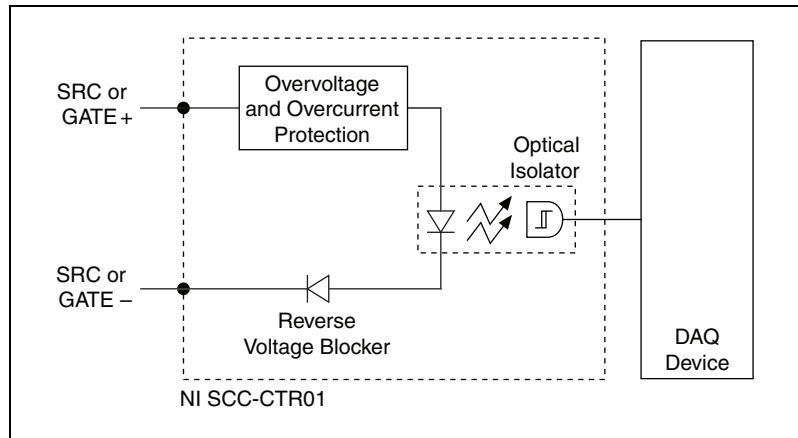 SRC or
GATE +
Overvoltage
and Overcurrent
Protection
Optical
Isolator
SRC or
GATE –
Reverse
Voltage Blocker
DAQ
Device
NI SCC-CTR01